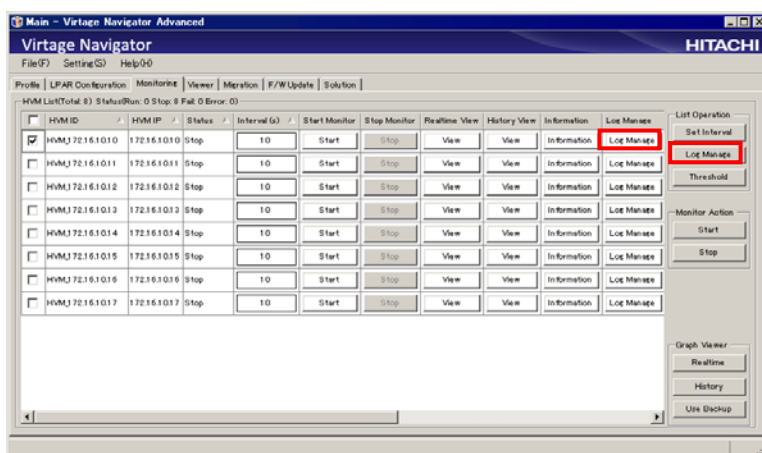 Main - Virtage Navigator Advanced
Virtage Navigator HITACHI
File(F) Setting(S) Help(H)
Profile LPAR Configuration Monitoring Viewer Migration F/W Update Solution
HVM List(Total: 8) Status(Run: 0 Stop: 8 Fail: 0 Error: 0)
HVM ID HVM IP Status Interval (s) Start Monitor Stop Monitor Realtime View History View Information Log Manage
HVM_172.16.10.10 172.16.10.10 Stop 10 Start Stop View View Information Log Manage
HVM_172.16.10.11 172.16.10.11 Stop 10 Start Stop View View Information Log Manage
HVM_172.16.10.12 172.16.10.12 Stop 10 Start Stop View View Information Log Manage
HVM_172.16.10.13 172.16.10.13 Stop 10 Start Stop View View Information Log Manage
HVM_172.16.10.14 172.16.10.14 Stop 10 Start Stop View View Information Log Manage
HVM_172.16.10.15 172.16.10.15 Stop 10 Start Stop View View Information Log Manage
HVM_172.16.10.16 172.16.10.16 Stop 10 Start Stop View View Information Log Manage
HVM_172.16.10.17 172.16.10.17 Stop 10 Start Stop View View Information Log Manage
List Operation
Set Interval
Log Manage
Threshold
Monitor Action
Start
Stop
Graph Viewer
Realtime
History
Use Backup